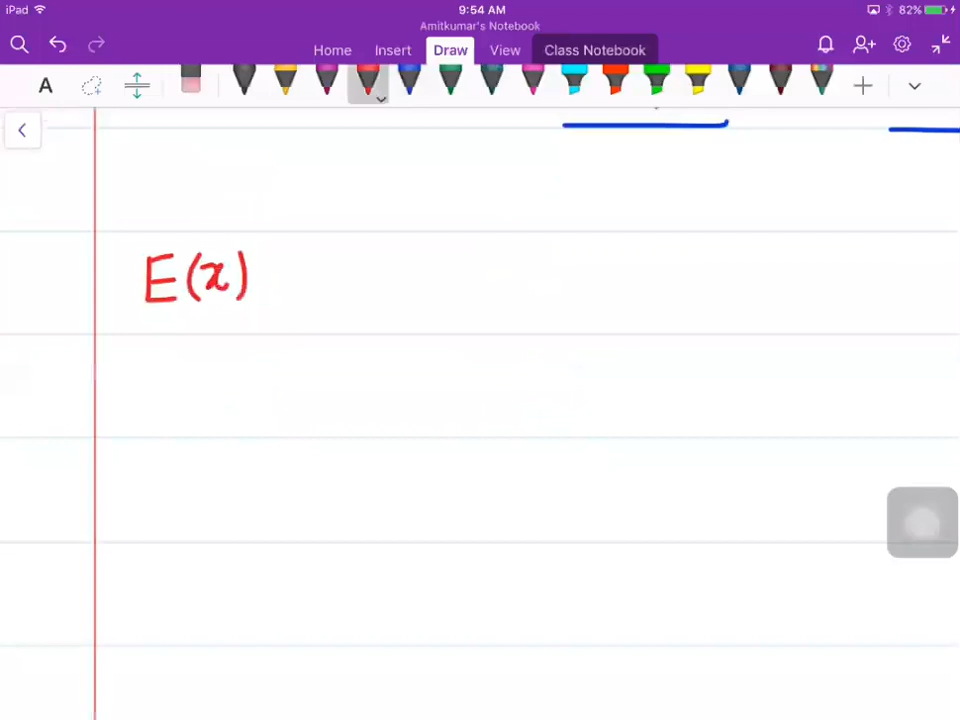 iPad 9:54 AM 82%
Amitkumar's Notebook
Home Insert Draw View Class Notebook
A
E(x)